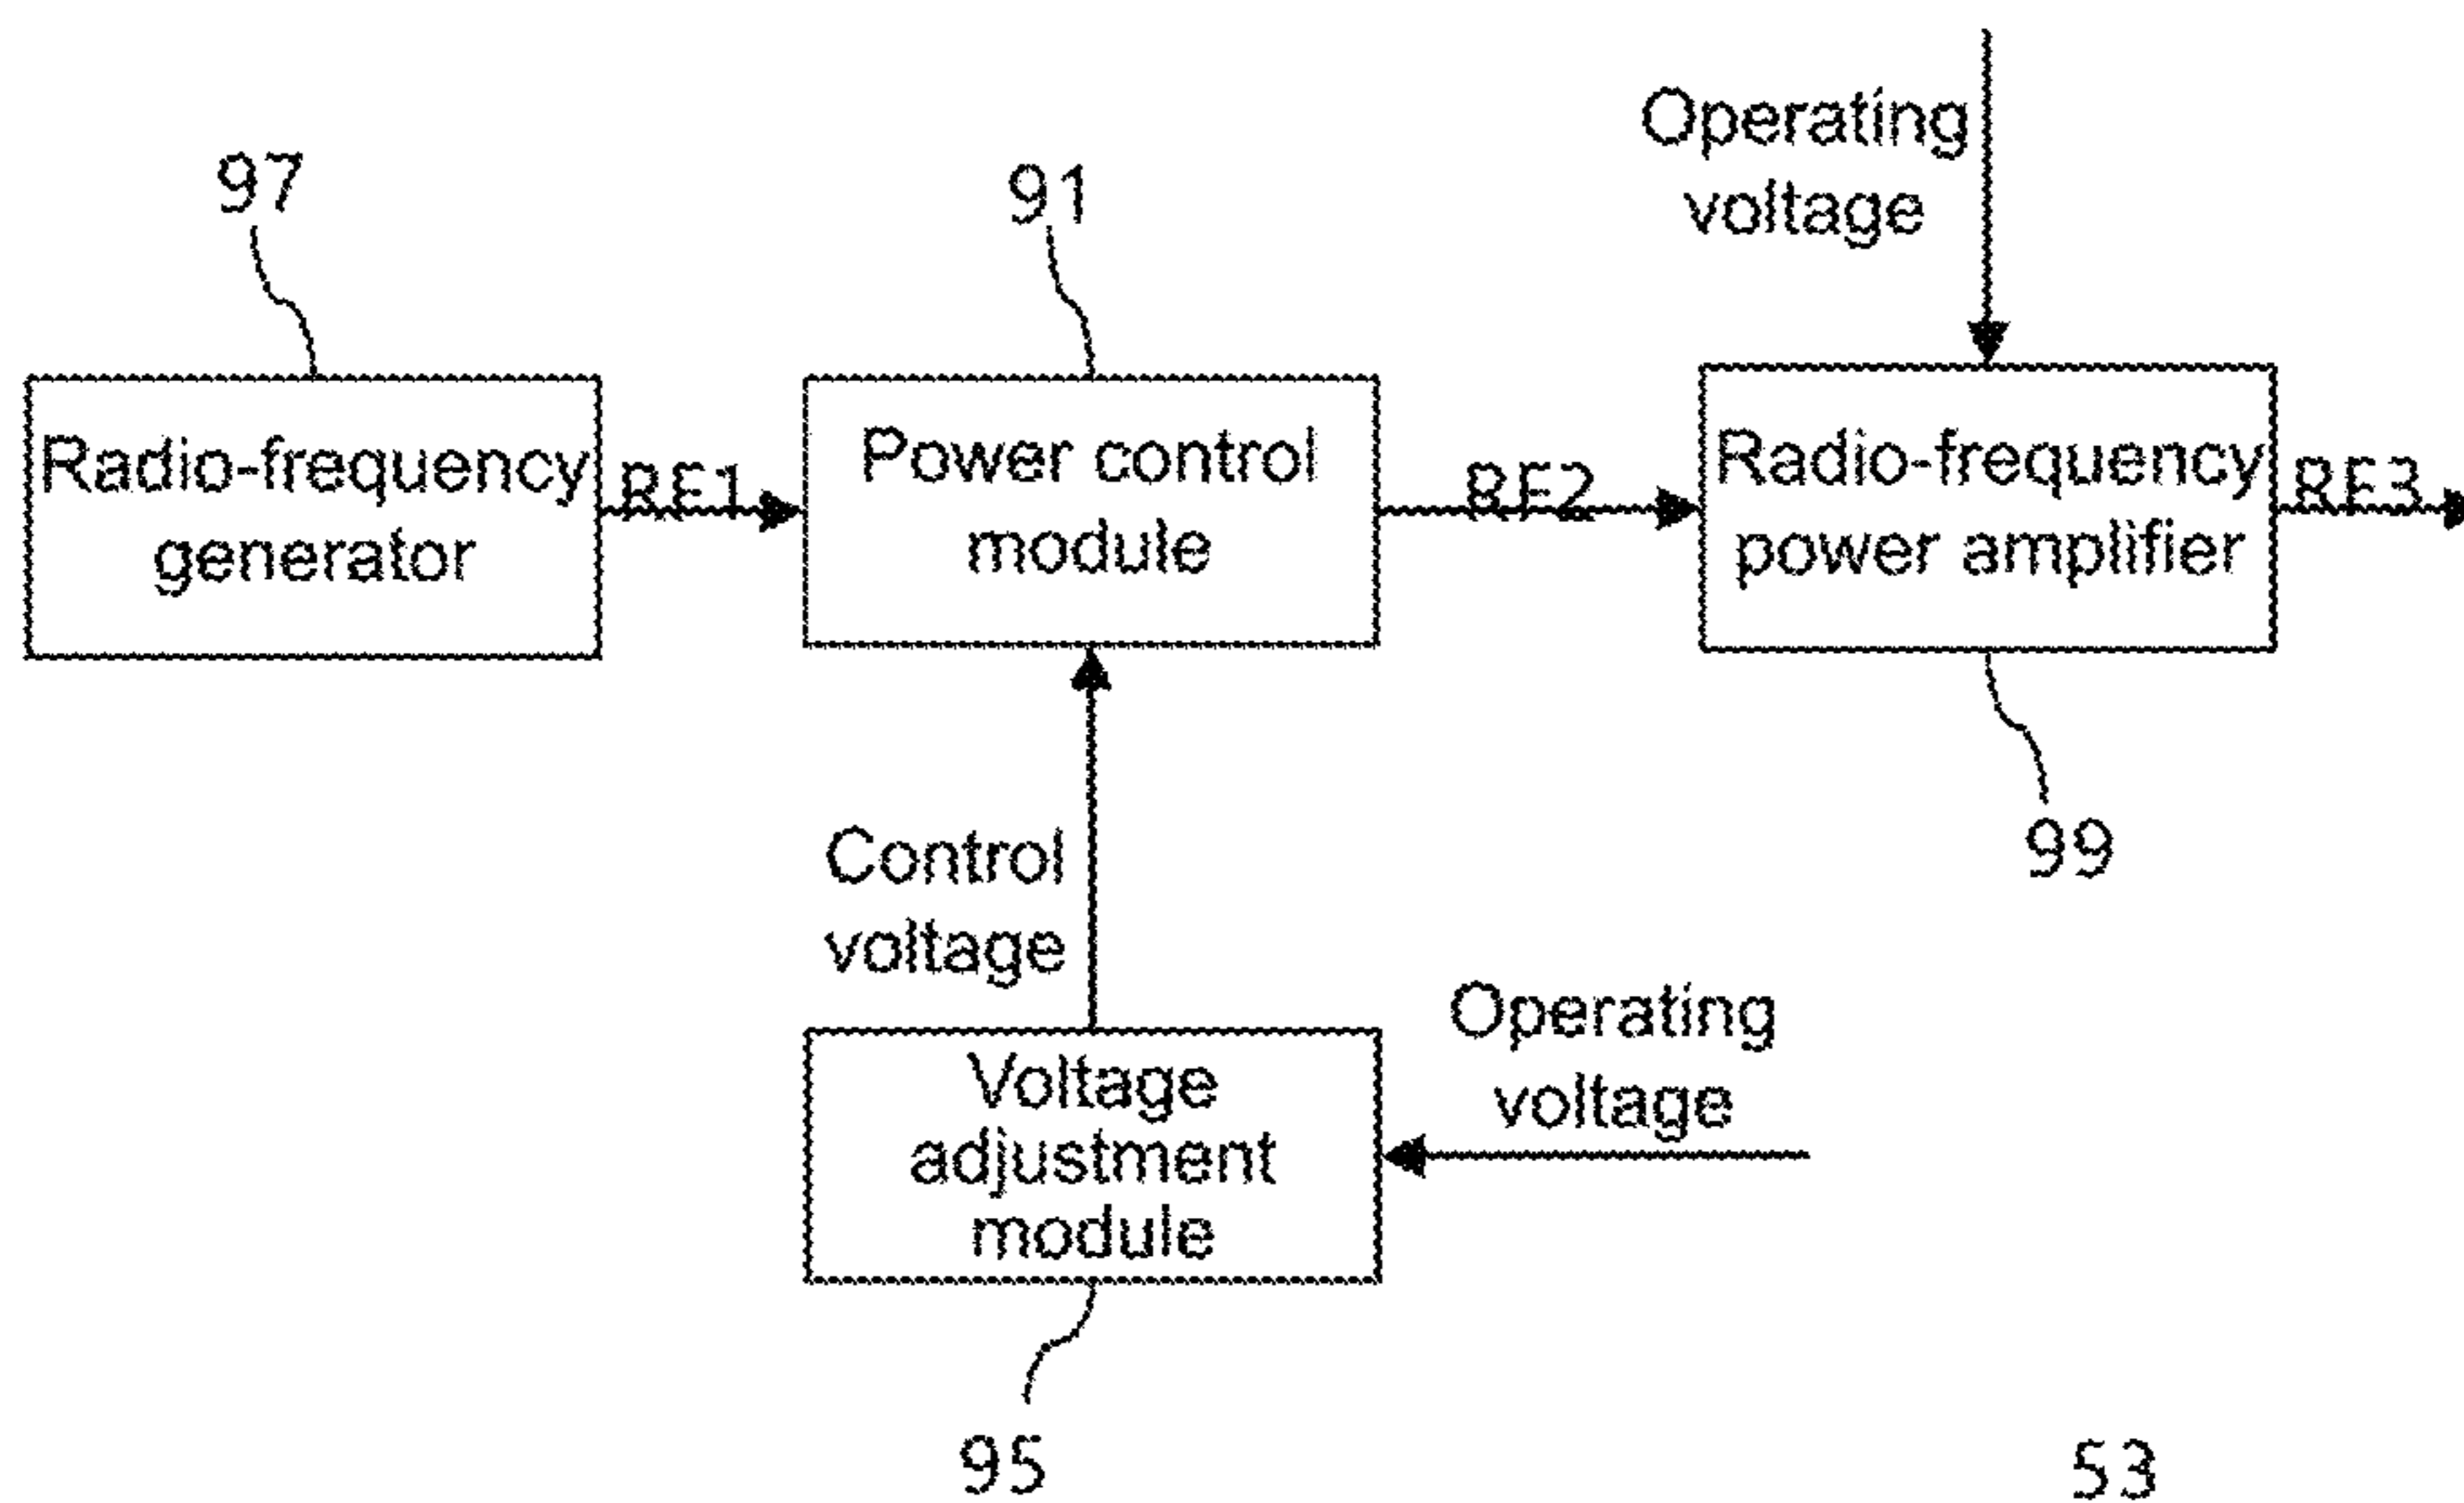 Operating
voltage
97
91
Radio-frequency
generator
RF1
Power control
module
RF2
Radio-frequency
power amplifier
RF3
Control
voltage
99
Operating
voltage
Voltage
adjustment
module
95
53